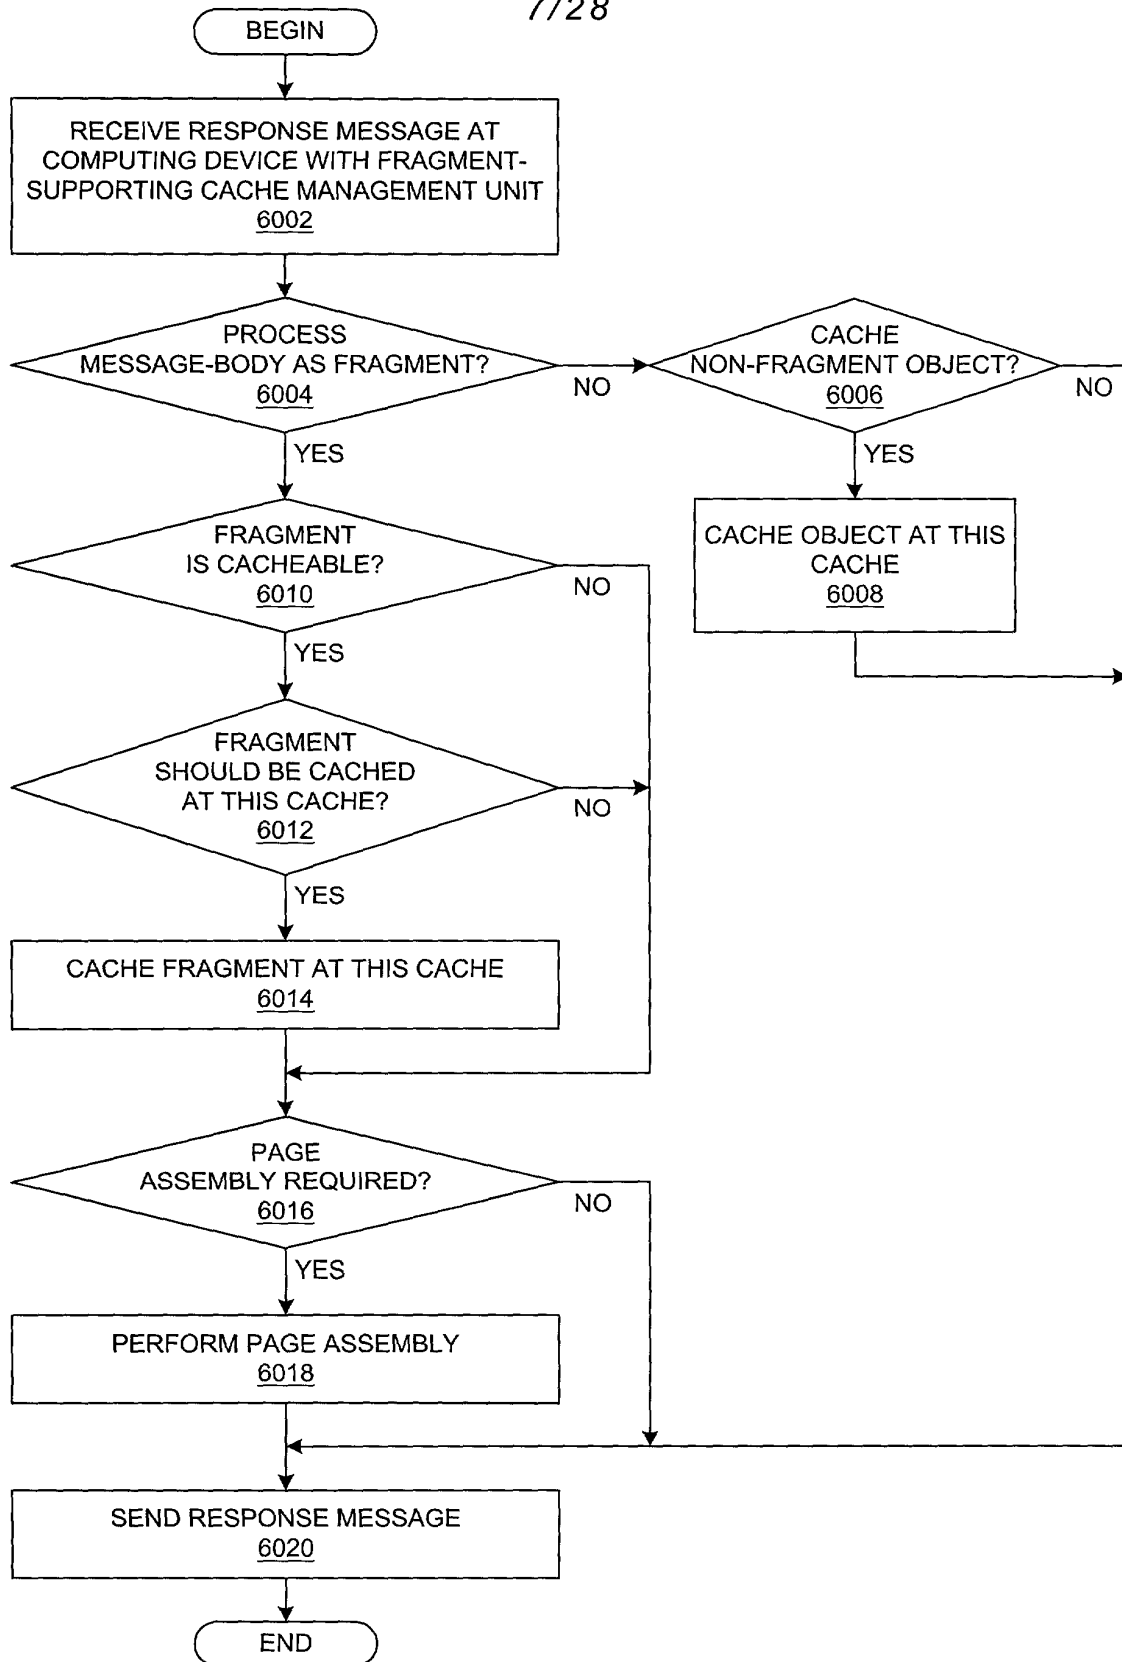 7/28
BEGIN
RECEIVE RESPONSE MESSAGE AT
COMPUTING DEVICE WITH FRAGMENT-
SUPPORTING CACHE MANAGEMENT UNIT
6002
PROCESS
MESSAGE-BODY AS FRAGMENT?
6004
NO
YES
CACHE
NON-FRAGMENT OBJECT?
6006
NO
YES
CACHE OBJECT AT THIS
CACHE
6008
FRAGMENT
IS CACHEABLE?
6010
NO
YES
FRAGMENT
SHOULD BE CACHED
AT THIS CACHE?
6012
NO
YES
CACHE FRAGMENT AT THIS CACHE
6014
PAGE
ASSEMBLY REQUIRED?
6016
NO
YES
PERFORM PAGE ASSEMBLY
6018
SEND RESPONSE MESSAGE
6020
END